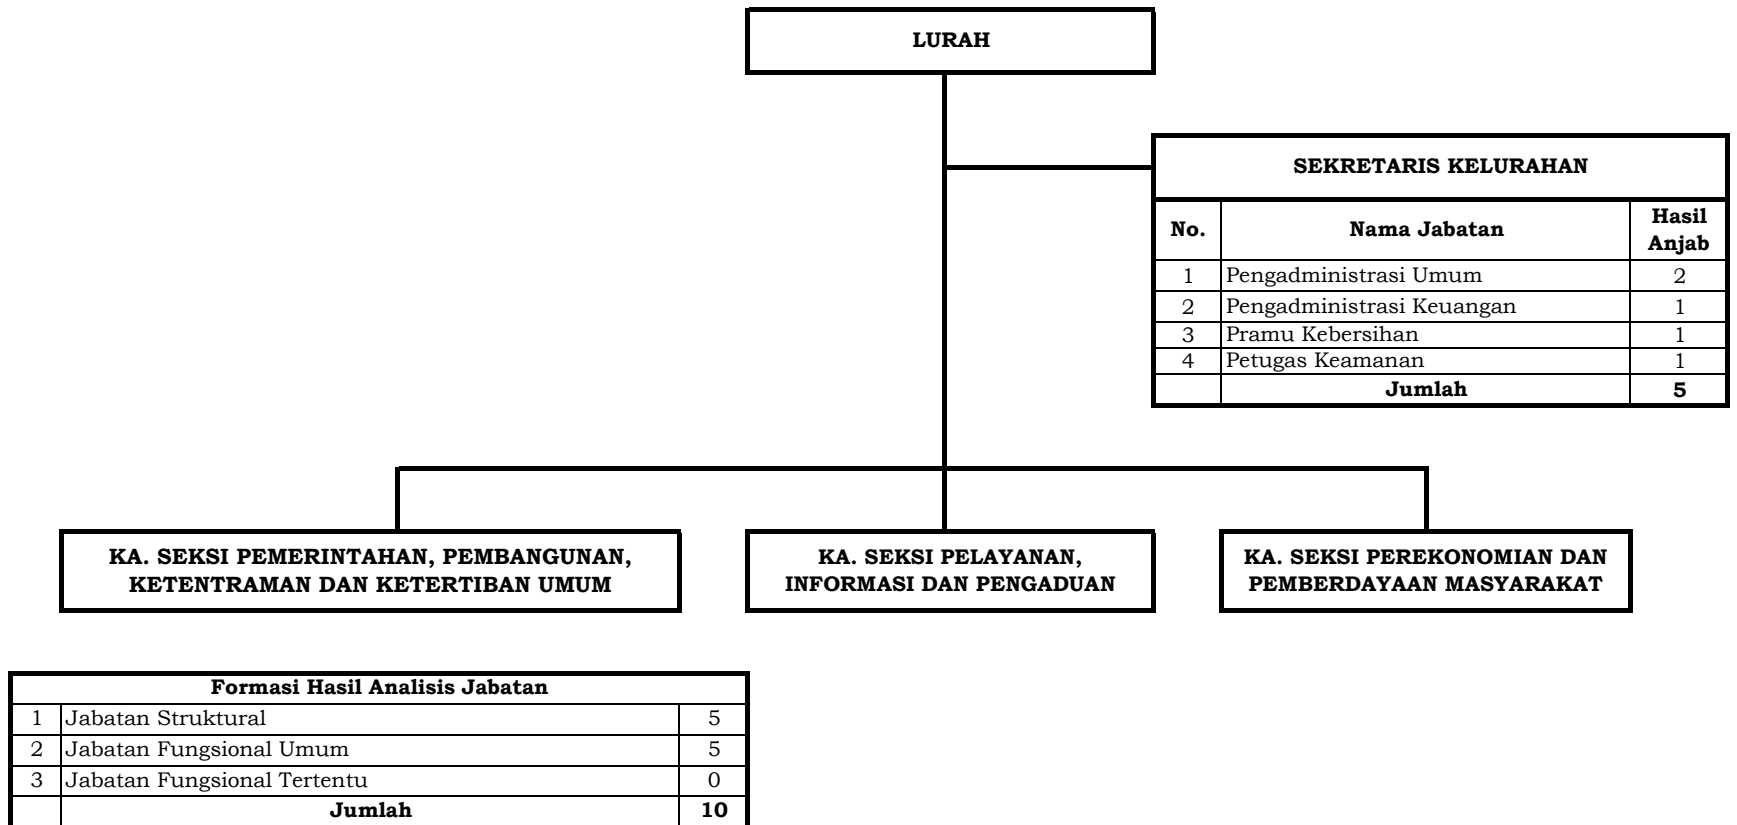 LURAH
SEKRETARIS KELURAHAN
No. Nama Jabatan Hasil Anjab
1 Pengadministrasi Umum 2
2 Pengadministrasi Keuangan 1
3 Pramu Kebersihan 1
4 Petugas Keamanan 1
Jumlah 5
KA. SEKSI PEMERINTAHAN, PEMBANGUNAN,
KETENTRAMAN DAN KETERTIBAN UMUM
KA. SEKSI PELAYANAN,
INFORMASI DAN PENGADUAN
KA. SEKSI PEREKONOMIAN DAN
PEMBERDAYAAN MASYARAKAT
Formasi Hasil Analisis Jabatan
1 Jabatan Struktural 5
2 Jabatan Fungsional Umum 5
3 Jabatan Fungsional Tertentu 0
Jumlah 10